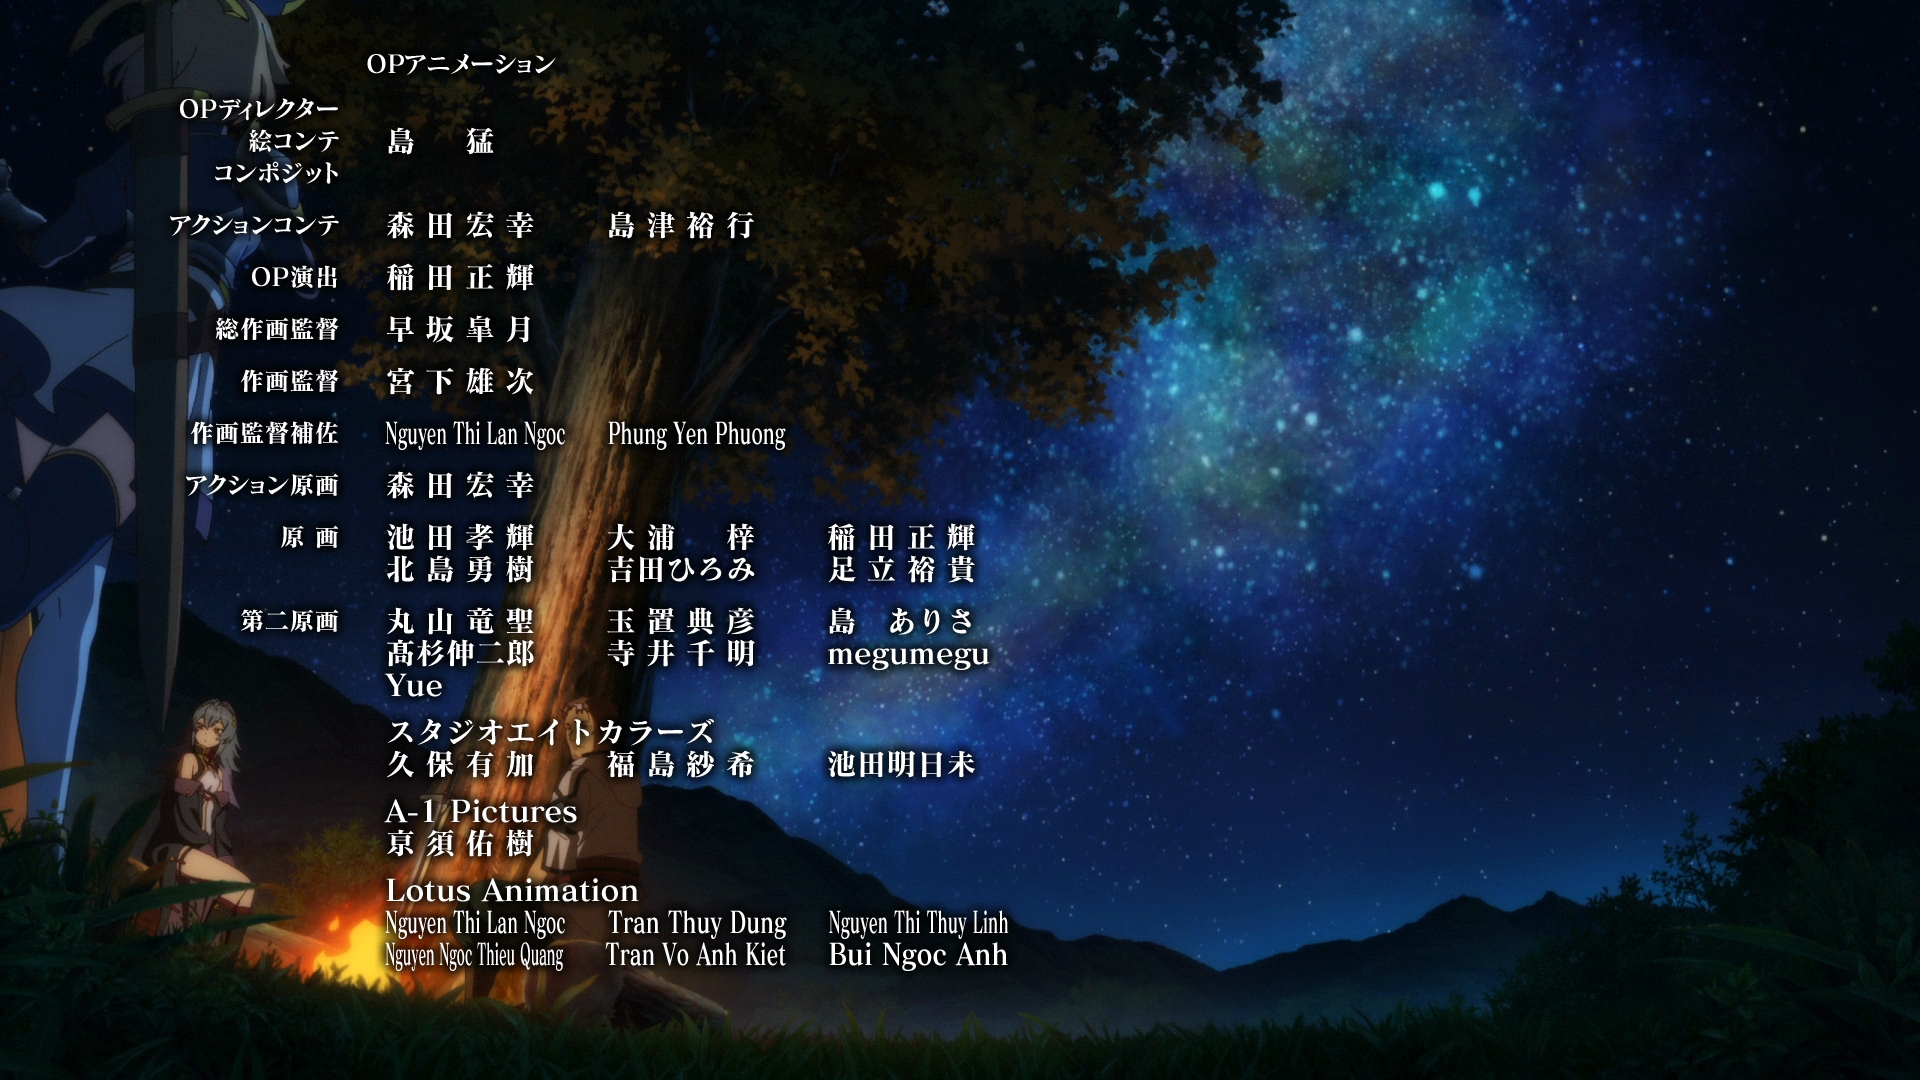 OPアニメーション
OPディレクター
絵コンテ 島 猛
コンポジット
アクションコンテ 森田宏幸 島津裕行
OP演出 稲田正輝
総作画監督 早坂皐月
作画監督 宮下雄次
作画監督補佐 Nguyen Thi Lan Ngoc Phung Yen Phuong
アクション原画 森田宏幸
原画 池田孝輝 大浦 梓 稲田正輝
北島勇樹 吉田ひろみ 足立裕貴
第二原画 丸山竜聖 玉置典彦 島 ありさ
髙杉伸二郎 寺井千明 megumegu
Yue
スタジオエイトカラーズ
久保有加 福島紗希 池田明日未
A-1 Pictures
京須佑樹
Lotus Animation
Nguyen Thi Lan Ngoc Tran Thuy Dung Nguyen Thi Thuy Linh
Nguyen Ngoc Thieu Quang Tran Vo Anh Kiet Bui Ngoc Anh